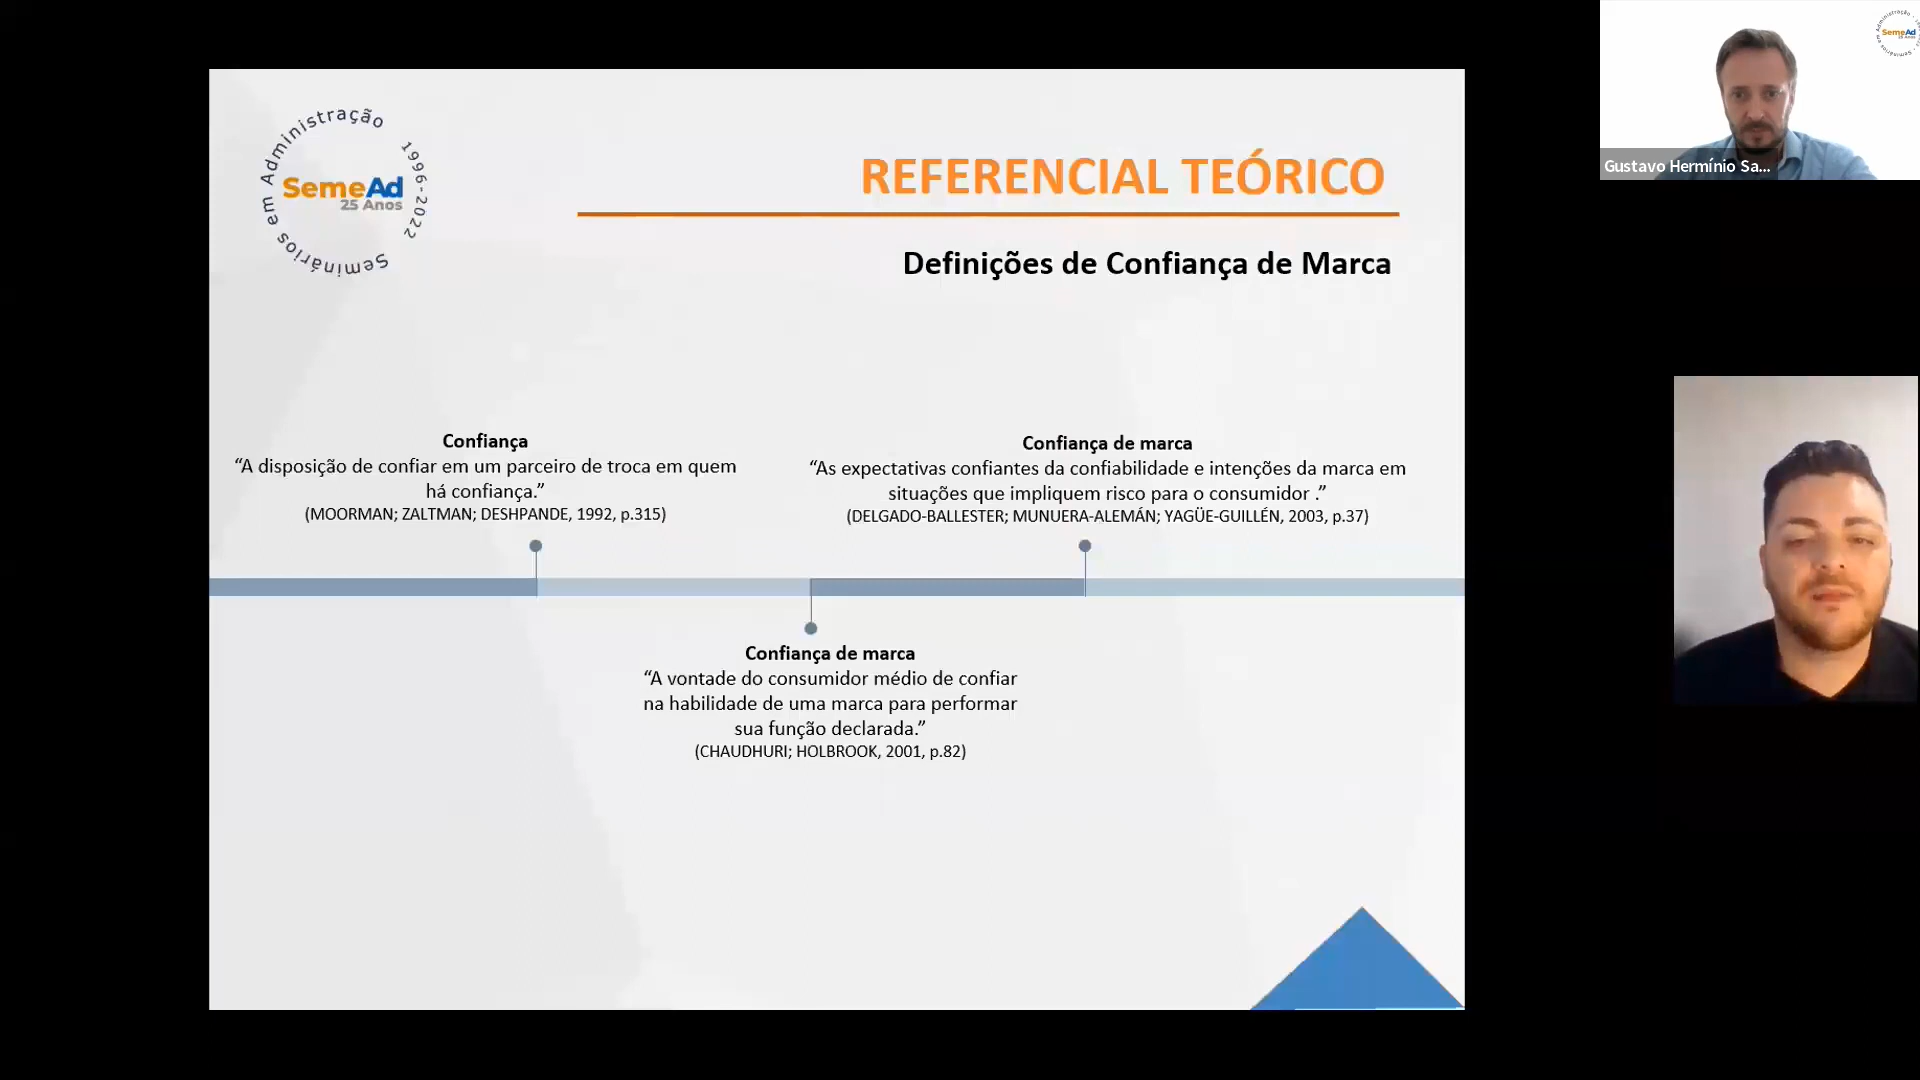 Seminários em Administração 1996-2022
SemeAd
25 Anos
REFERENCIAL TEÓRICO
Definições de Confiança de Marca
Confiança
“A disposição de confiar em um parceiro de troca em quem
há confiança.”
(MOORMAN; ZALTMAN; DESHPANDE, 1992, p.315)
Confiança de marca
“As expectativas confiantes da confiabilidade e intenções da marca em
situações que impliquem risco para o consumidor .”
(DELGADO-BALLESTER; MUNUERA-ALEMÁN; YAGÜE-GUILLÉN, 2003, p.37)
Confiança de marca
“A vontade do consumidor médio de confiar
na habilidade de uma marca para performar
sua função declarada.”
(CHAUDHURI; HOLBROOK, 2001, p.82)
SemeAd
25 Anos
Gustavo Hermínio Sa...